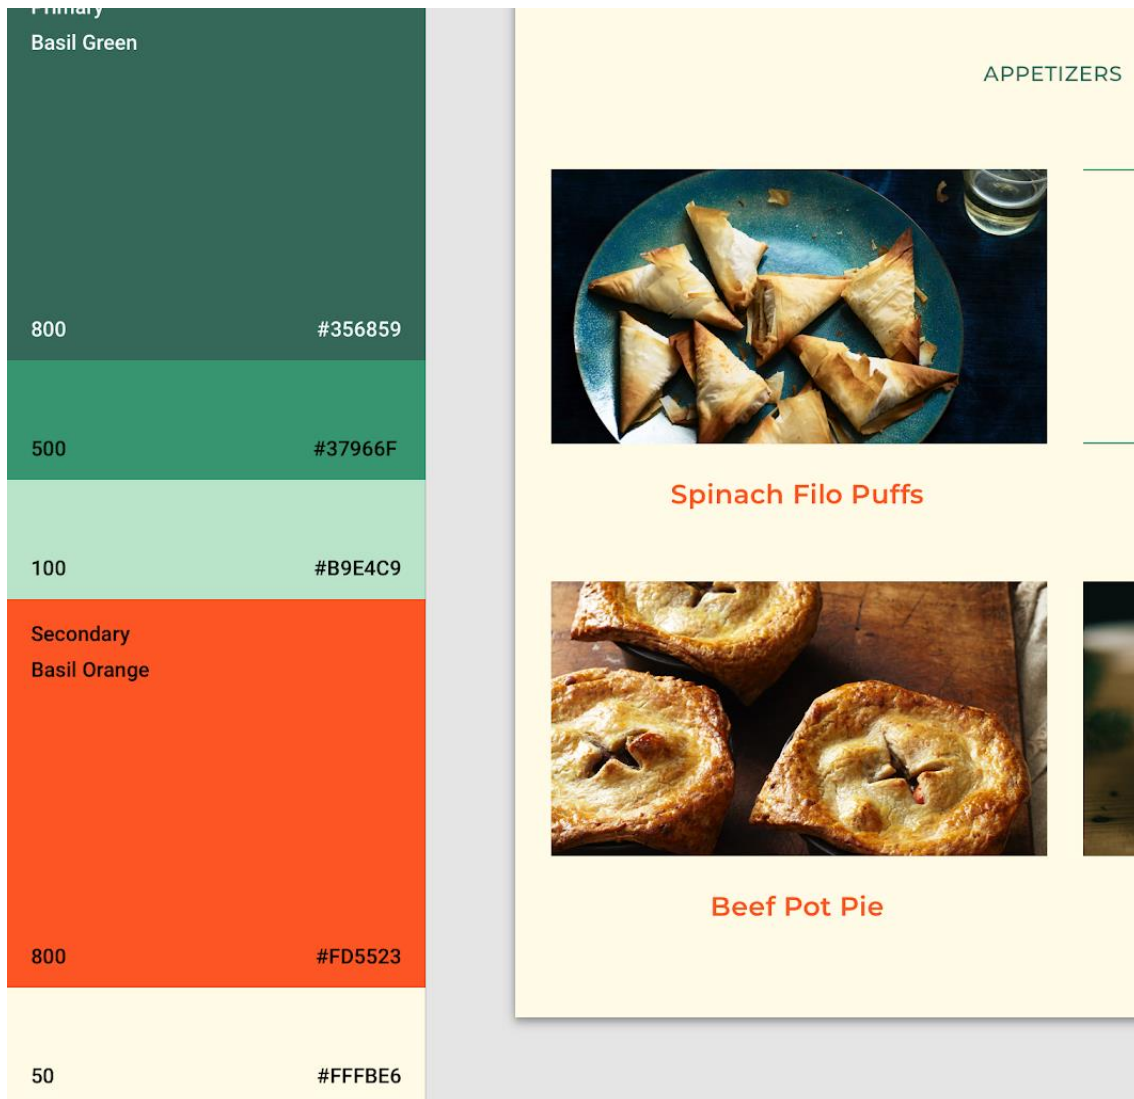 Primary
Basil Green
800 #356859
500 #37966F
100 #B9E4C9
Secondary
Basil Orange
800 #FD5523
50 #FFFBE6
APPETIZERS
Spinach Filo Puffs
Beef Pot Pie